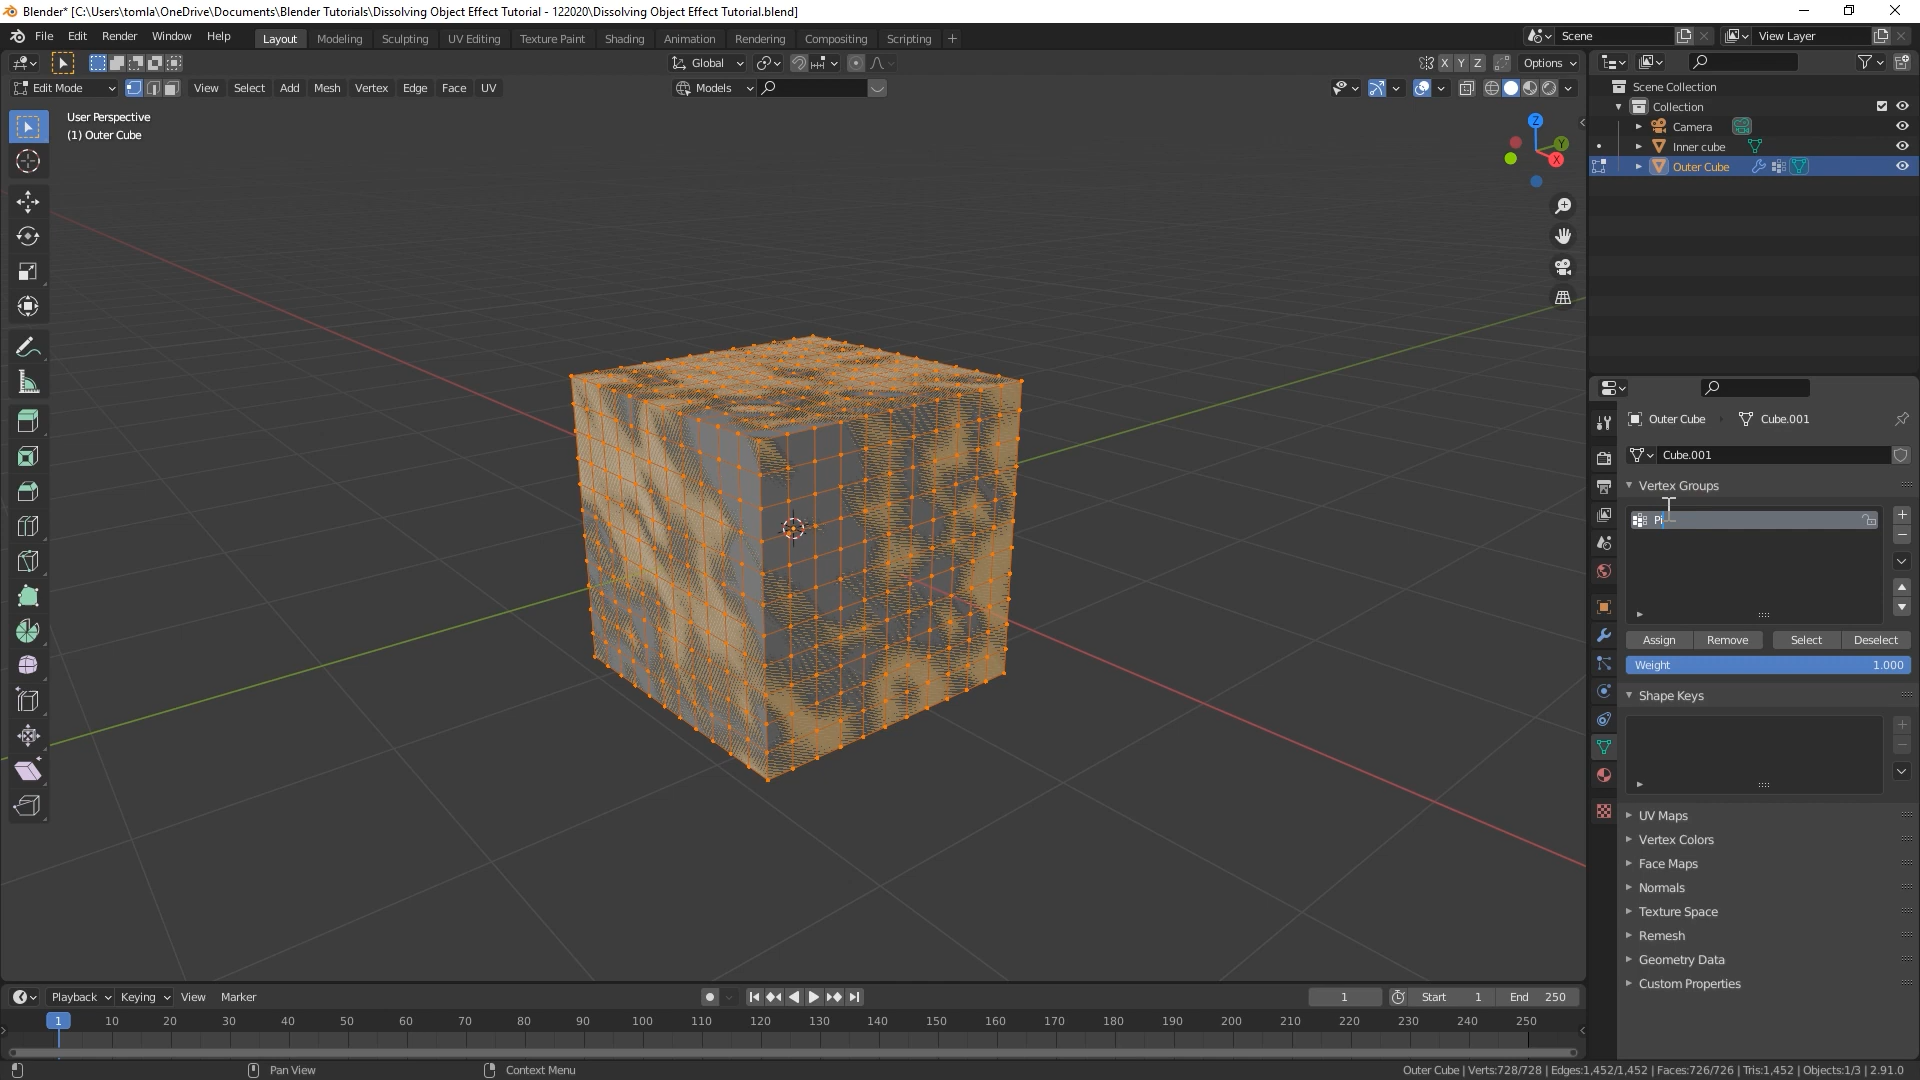 Blender* [C:\Users\tomla\OneDrive\Documents\Blender Tutorials\Dissolving Object Effect Tutorial - 122020\Dissolving Object Effect Tutorial.blend]
File Edit Render Window Help Layout Modeling Sculpting UV Editing Texture Paint Shading Animation Rendering Compositing Scripting + Scene View Layer
Global X Y Z Options
Edit Mode View Select Add Mesh Vertex Edge Face UV Models
User Perspective
(1) Outer Cube
Z
Y
X
Scene Collection
Collection
Camera
Inner cube
Outer Cube
Outer Cube Cube.001
Cube.001
Vertex Groups
Pi
Assign Remove Select Deselect
Weight 1.000
Shape Keys
UV Maps
Vertex Colors
Face Maps
Normals
Texture Space
Remesh
Geometry Data
Custom Properties
Playback Keying View Marker 1 Start 1 End 250
1 10 20 30 40 50 60 70 80 90 100 110 120 130 140 150 160 170 180 190 200 210 220 230 240 250
Pan View Context Menu Outer Cube | Verts:728/728 | Edges:1,452/1,452 | Faces:726/726 | Tris:1,452 | Objects:1/3 | 2.91.0